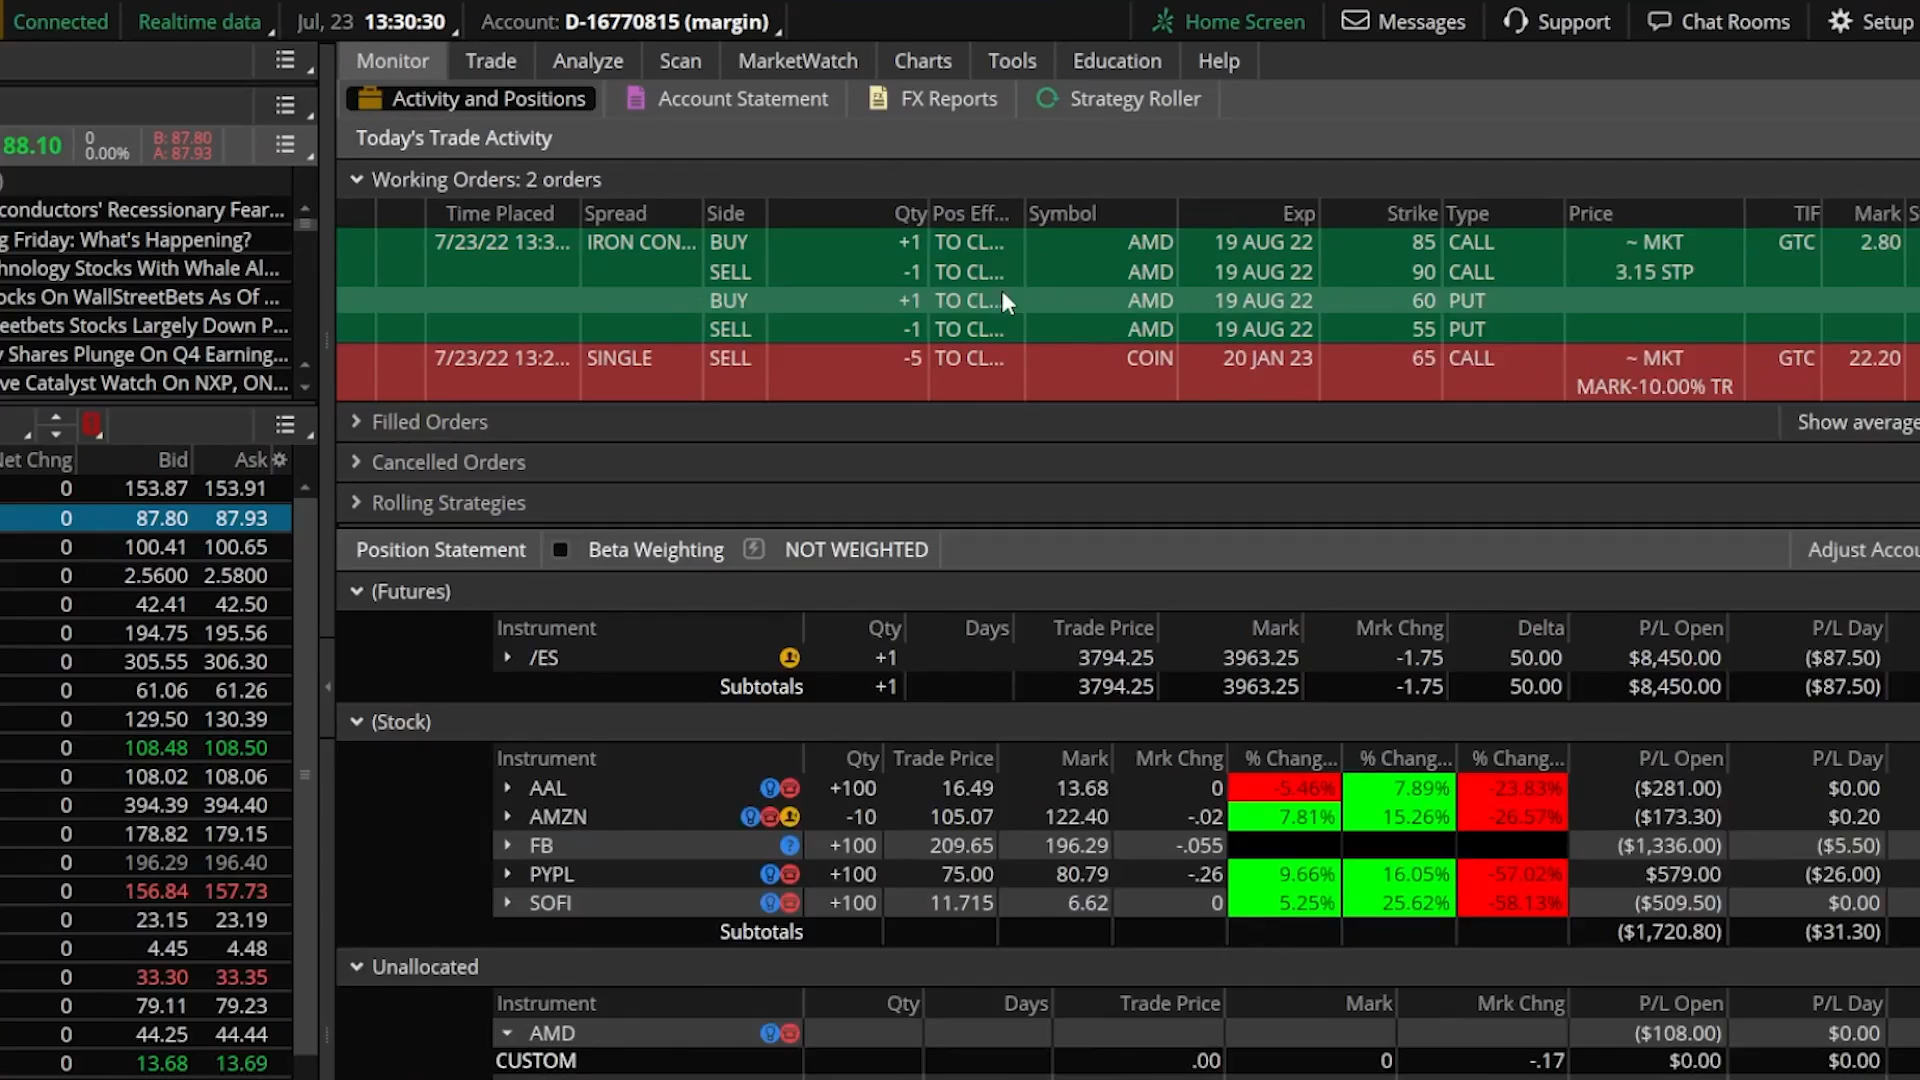 Connected Realtime data Jul, 23 13:30:30 Account: D-16770815 (margin) Home Screen Messages Support Chat Rooms Setup
Monitor Trade Analyze Scan MarketWatch Charts Tools Education Help
Activity and Positions Account Statement FX Reports Strategy Roller
88.10 0 0.00% B: 87.80 A: 87.93
)
conductors' Recessionary Fear...
g Friday: What's Happening?
hnology Stocks With Whale Al...
ocks On WallStreetBets As Of ...
eetbets Stocks Largely Down P...
y Shares Plunge On Q4 Earning...
ve Catalyst Watch On NXP, ON...
Net Chng Bid Ask
0 153.87 153.91
0 87.80 87.93
0 100.41 100.65
0 2.5600 2.5800
0 42.41 42.50
0 194.75 195.56
0 305.55 306.30
0 61.06 61.26
0 129.50 130.39
0 108.48 108.50
0 108.02 108.06
0 394.39 394.40
0 178.82 179.15
0 196.29 196.40
0 156.84 157.73
0 23.15 23.19
0 4.45 4.48
0 33.30 33.35
0 79.11 79.23
0 44.25 44.44
0 13.68 13.69
Today's Trade Activity
Working Orders: 2 orders
Time Placed Spread Side Qty Pos Eff... Symbol Exp Strike Type Price TIF Mark S
7/23/22 13:3... IRON CON... BUY +1 TO CL... AMD 19 AUG 22 85 CALL ~ MKT GTC 2.80
SELL -1 TO CL... AMD 19 AUG 22 90 CALL 3.15 STP
BUY +1 TO CL... AMD 19 AUG 22 60 PUT
SELL -1 TO CL... AMD 19 AUG 22 55 PUT
7/23/22 13:2... SINGLE SELL -5 TO CL... COIN 20 JAN 23 65 CALL ~ MKT GTC 22.20
MARK-10.00% TR
Filled Orders Show average
Cancelled Orders
Rolling Strategies
Position Statement Beta Weighting NOT WEIGHTED Adjust Accou
(Futures)
Instrument Qty Days Trade Price Mark Mrk Chng Delta P/L Open P/L Day
/ES +1 3794.25 3963.25 -1.75 50.00 $8,450.00 ($87.50)
Subtotals +1 3794.25 3963.25 -1.75 50.00 $8,450.00 ($87.50)
(Stock)
Instrument Qty Trade Price Mark Mrk Chng % Chang... % Chang... % Chang... P/L Open P/L Day
AAL +100 16.49 13.68 0 -5.46% 7.89% -23.83% ($281.00) $0.00
AMZN -10 105.07 122.40 -.02 7.81% 15.26% -26.57% ($173.30) $0.20
FB +100 209.65 196.29 -.055 ($1,336.00) ($5.50)
PYPL +100 75.00 80.79 -.26 9.66% 16.05% -57.02% $579.00 ($26.00)
SOFI +100 11.715 6.62 0 5.25% 25.62% -58.13% ($509.50) $0.00
Subtotals ($1,720.80) ($31.30)
Unallocated
Instrument Qty Days Trade Price Mark Mrk Chng P/L Open P/L Day
AMD ($108.00) $0.00
CUSTOM .00 0 -.17 $0.00 $0.00